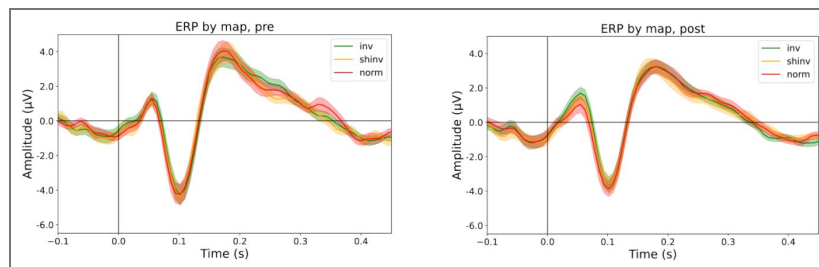 ERP by map, pre
4.0
2.0
0.0
−2.0
−4.0
-6.0
Amplitude (μV)
−0.1
0.0
0.1
0.2
0.3
0.4
Time (s)
inv
shinv
norm
ERP by map, post
4.0
2.0
0.0
−2.0
−4.0
-6.0
Amplitude (μV)
−0.1
0.0
0.1
0.2
0.3
0.4
Time (s)
inv
shinv
norm